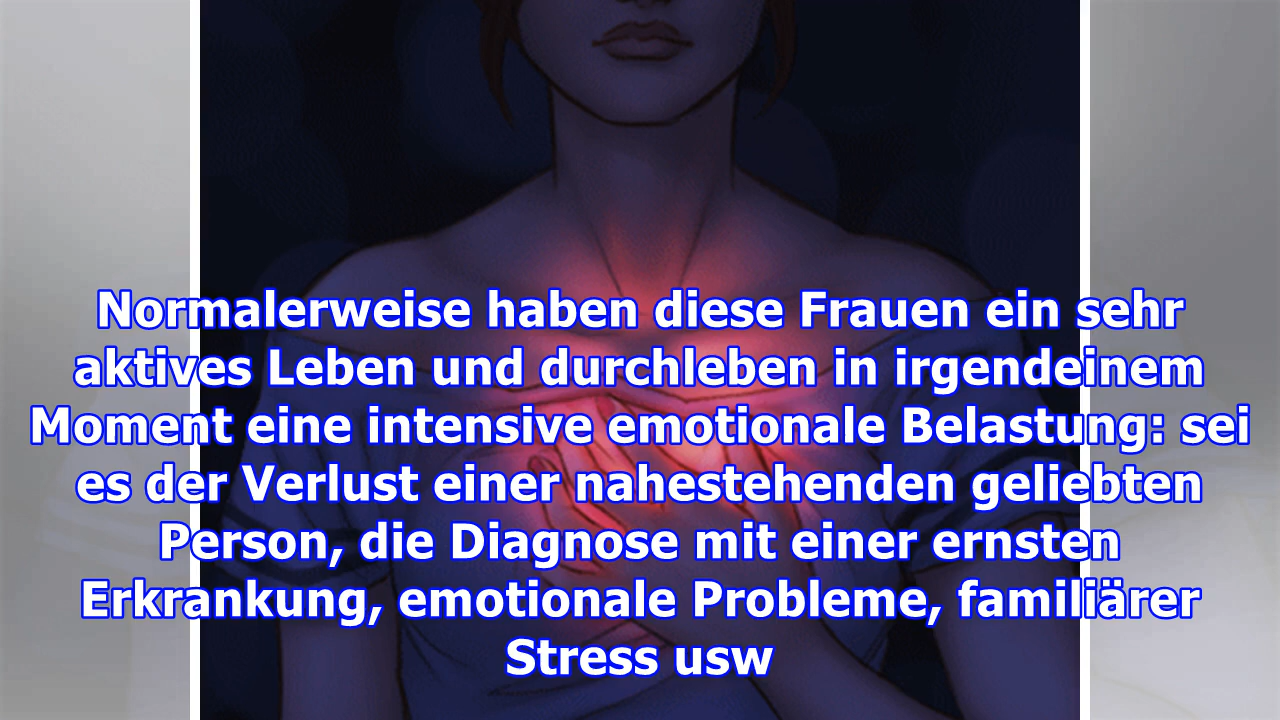 Normalerweise haben diese Frauen ein sehr
aktives Leben und durchleben in irgendeinem
Moment eine intensive emotionale Belastung: sei
es der Verlust einer nahestehenden geliebten
Person, die Diagnose mit einer ernsten
Erkrankung, emotionale Probleme, familiärer
Stress usw